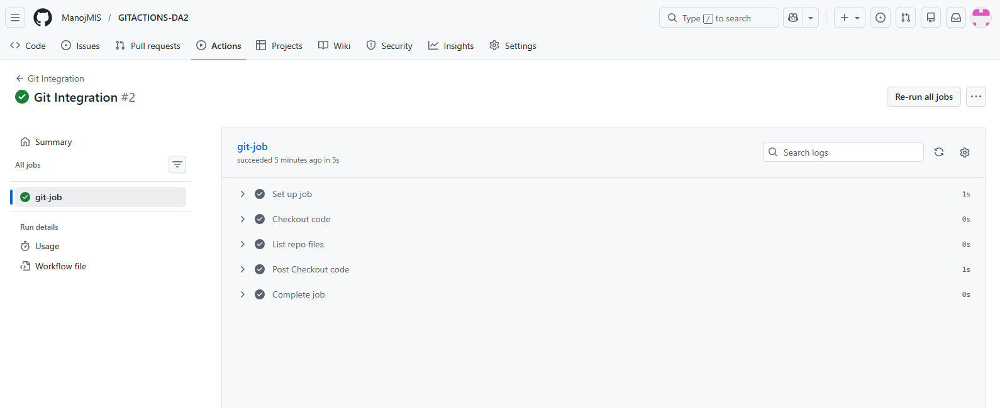 ManojMIS / GITACTIONS-DA2
Type / to search
Code Issues Pull requests Actions Projects Wiki Security Insights Settings
Git Integration
Git Integration #2
Re-run all jobs
Summary
All jobs
git-job
Run details
Usage
Workflow file
git-job
succeeded 5 minutes ago in 5s
Search logs
Set up job 1s
Checkout code 0s
List repo files 0s
Post Checkout code 1s
Complete job 0s